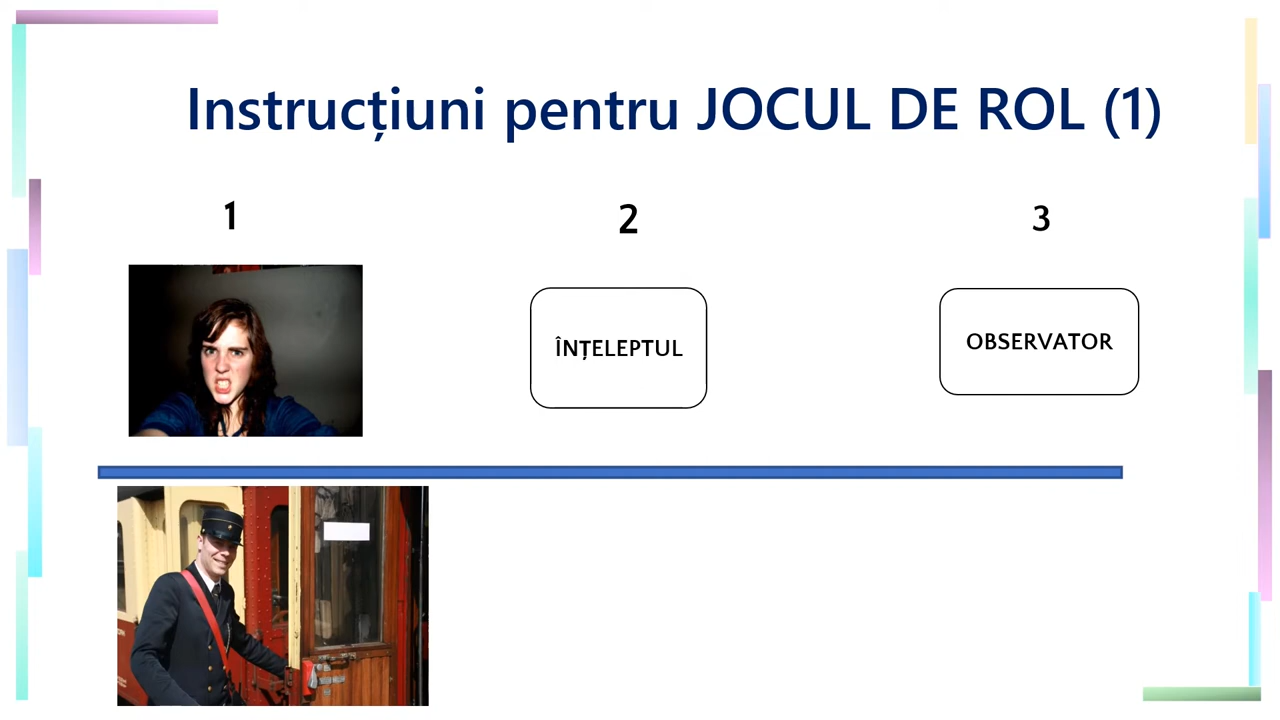 Instrucțiuni pentru JOCUL DE ROL (1)
1
2
3
ÎNȚELEPTUL
OBSERVATOR